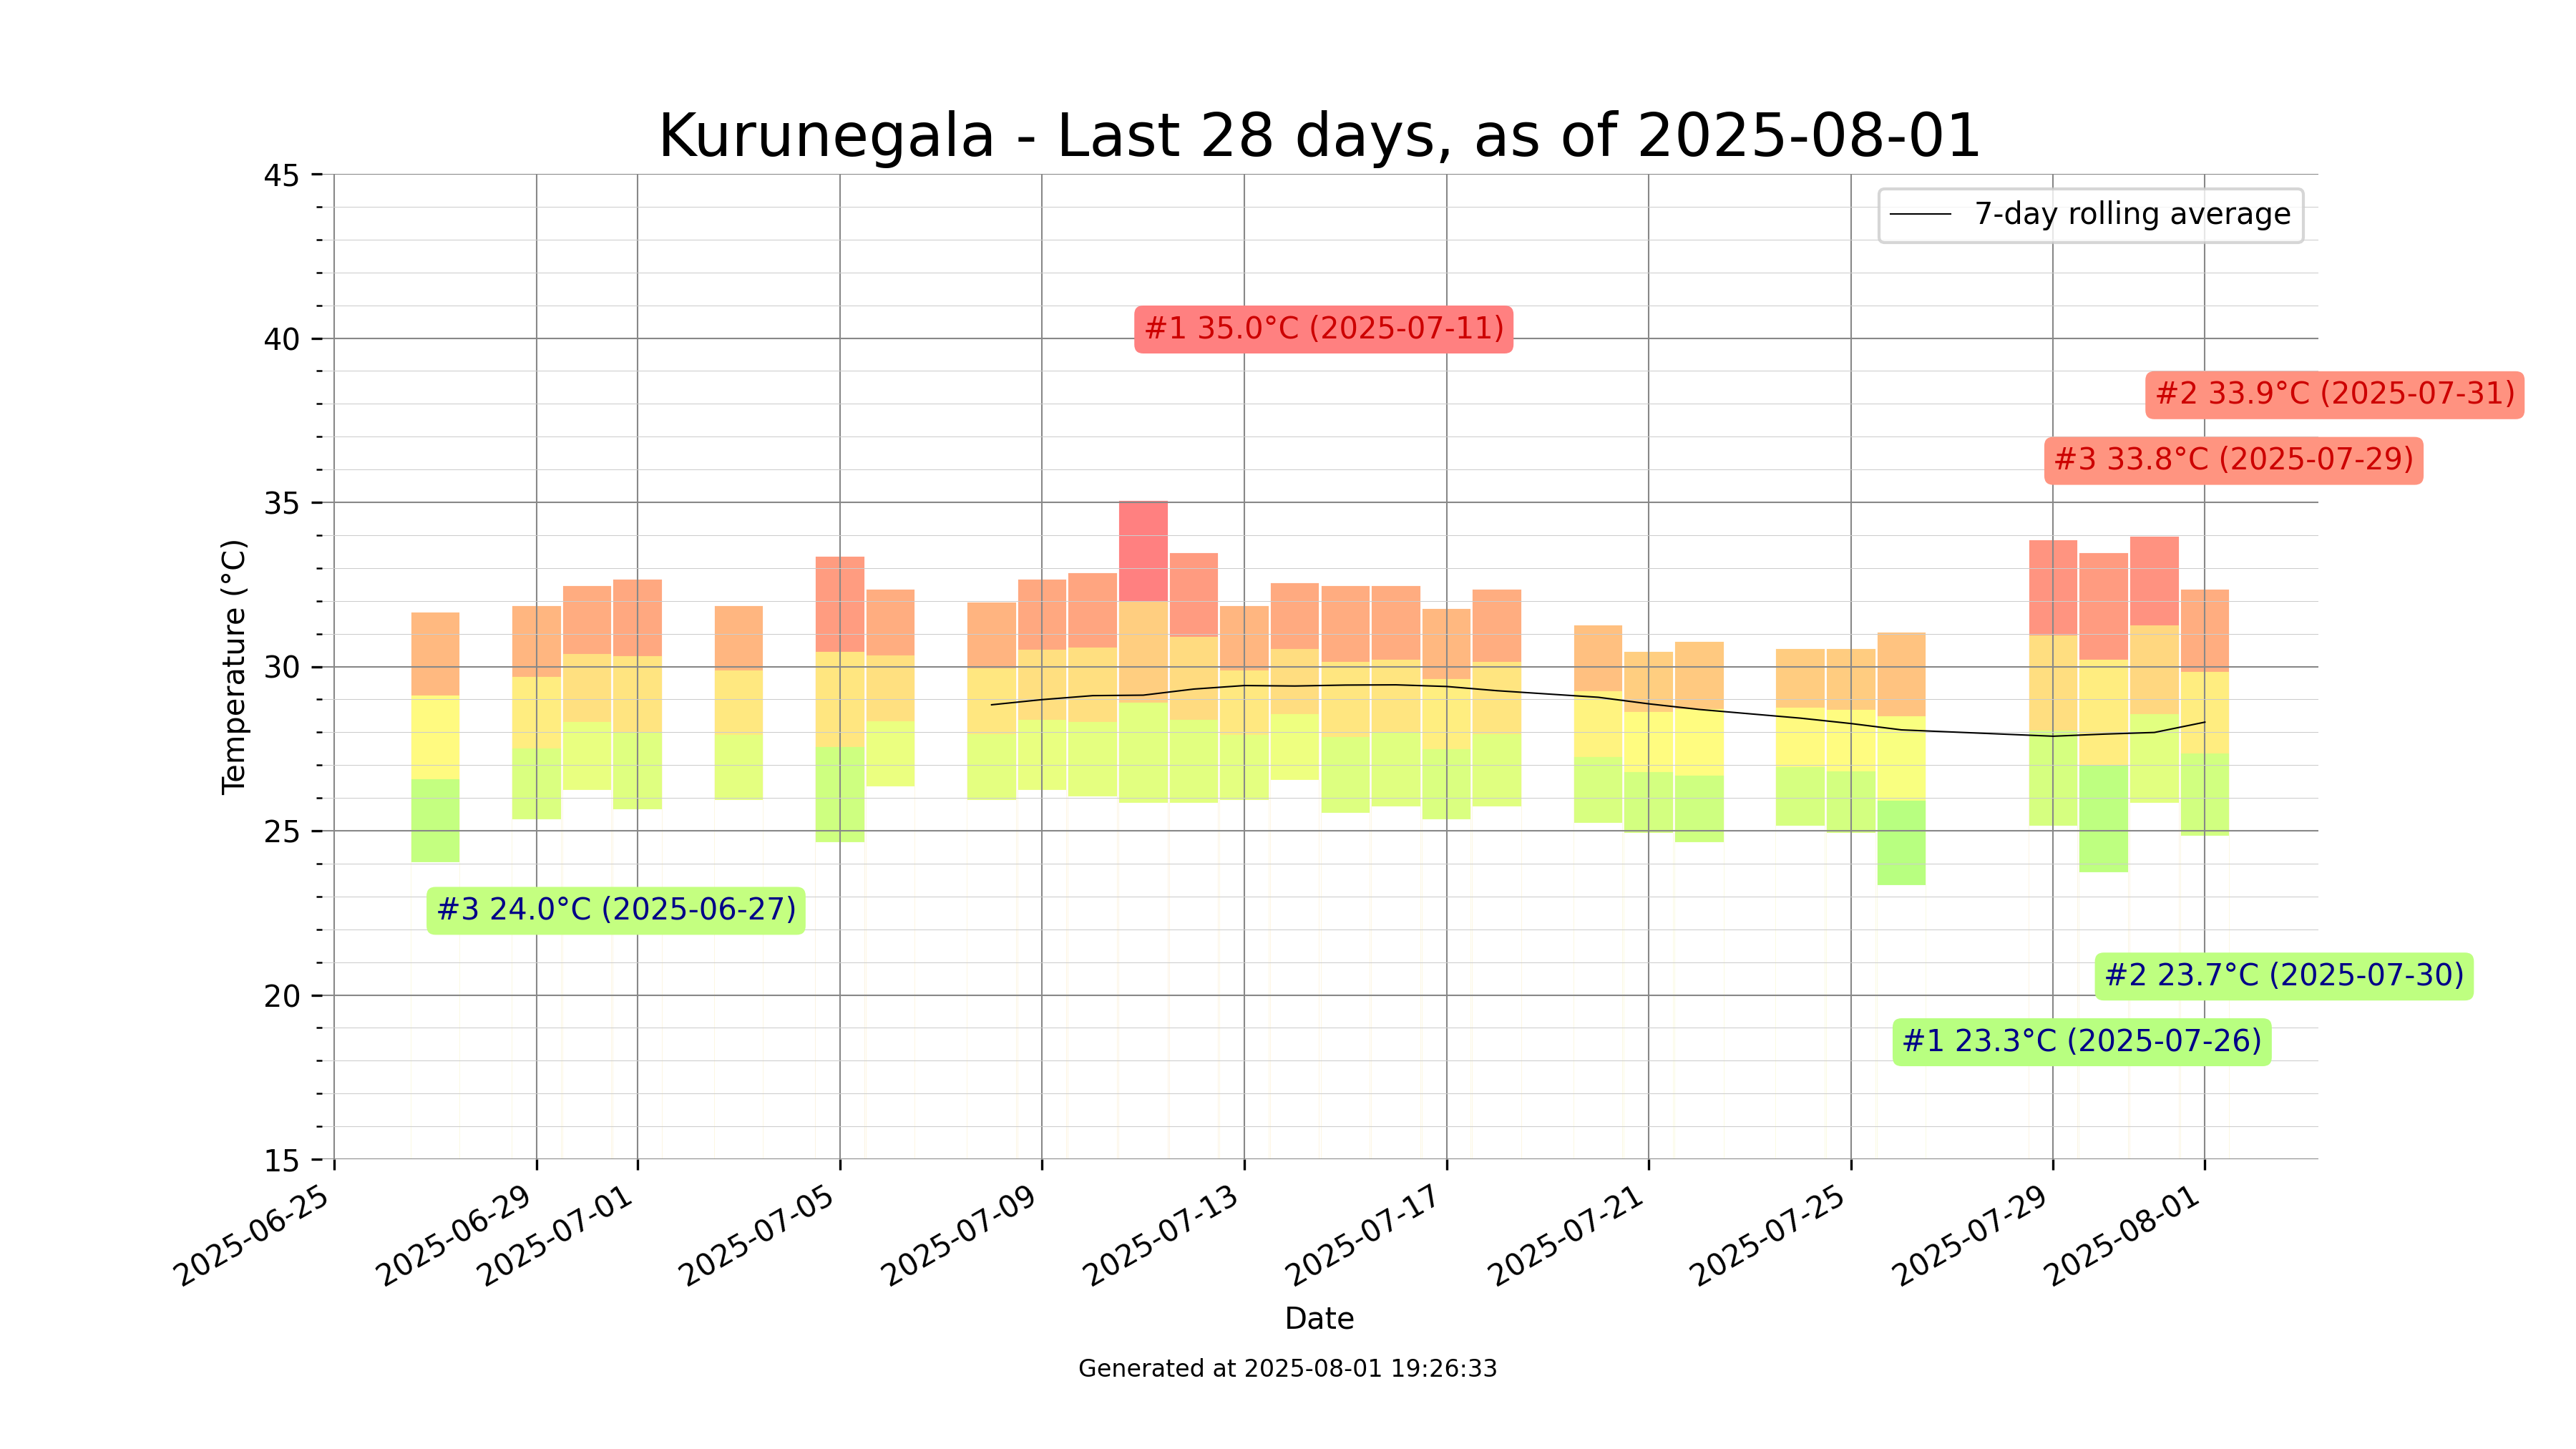 Kurunegala - Last 28 days, as of 2025-08-01
45
7-day rolling average
#1 35.0°C (2025-07-11)
40
#2 33.9°C (2025-07-31)
#3 33.8°C (2025-07-29)
35
Temperature (°C)
30
25
#3 24.0°C (2025-06-27)
#2 23.7°C (2025-07-30)
20
#1 23.3°C (2025-07-26)
15
2025-06-25
2025-06-29
2025-07-01
2025-07-05
2025-07-09
2025-07-13
2025-07-17
2025-07-21
2025-07-25
2025-07-29
2025-08-01
Date
Generated at 2025-08-01 19:26:33